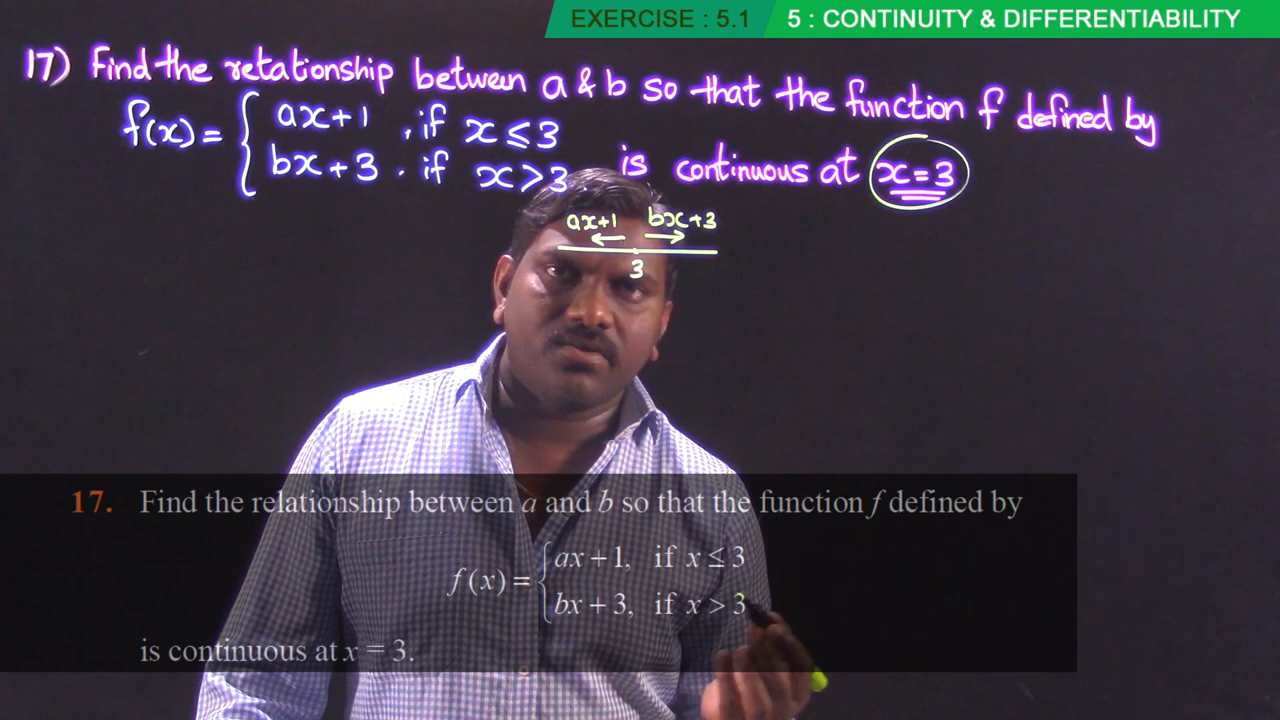 EXERCISE : 5.1 5 : CONTINUITY & DIFFERENTIABILITY
17) Find the relationship between a & b so that the function f defined by
f(x) = { ax+1 , if x ≤ 3
bx+3 . if x > 3 . is continuous at x = 3
ax+1 bx+3
3
17. Find the relationship between a and b so that the function f defined by
f(x) = { ax + 1, if x ≤ 3
bx + 3, if x > 3
is continuous at x = 3.